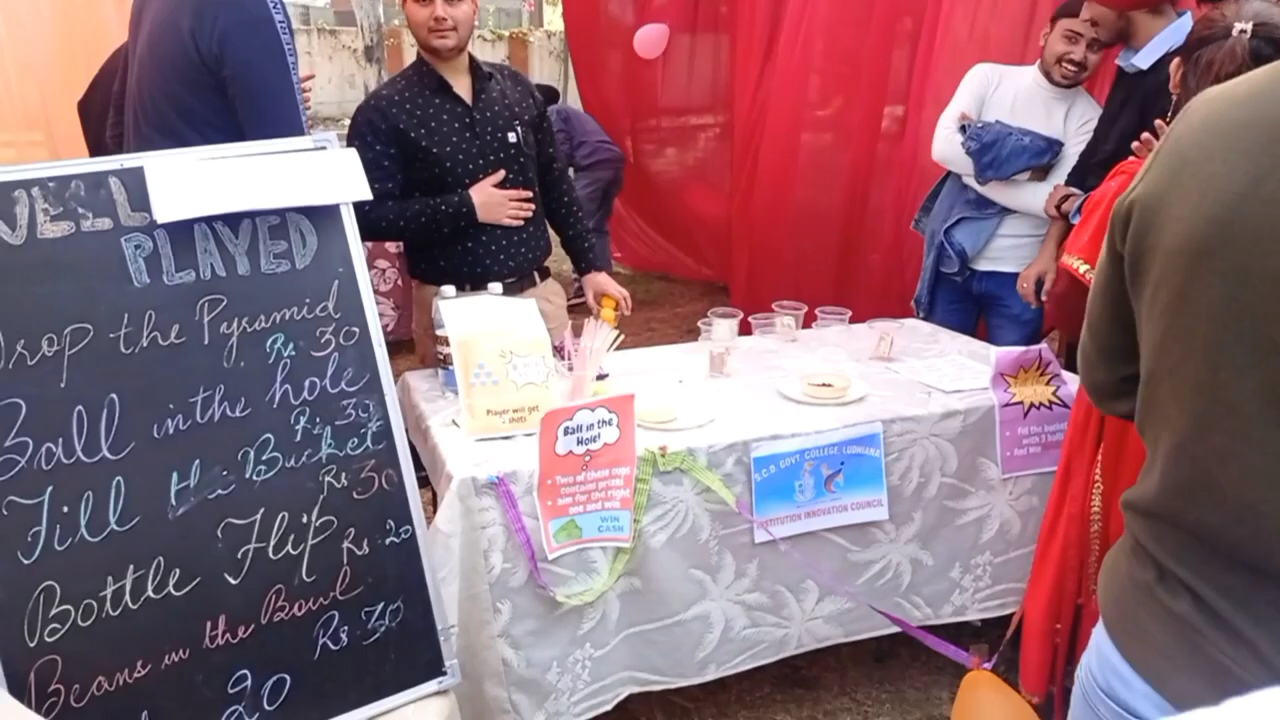 WELL
PLAYED
Drop the Pyramid
Rs 30
Ball in the hole
Rs 30
Fill the Bucket
Rs 30
Bottle Flip
Rs 20
Beans in the Bowl
Rs 30
20
Player will get
shots
Ball in the
Hole!
• Two of these cups
contains prizes
• aim for the right
one and win
WIN
CASH
S.C.D. GOVT. COLLEGE, LUDHIANA
INSTITUTION INNOVATION COUNCIL
• Fill the bucket
with 3 balls
• And Win